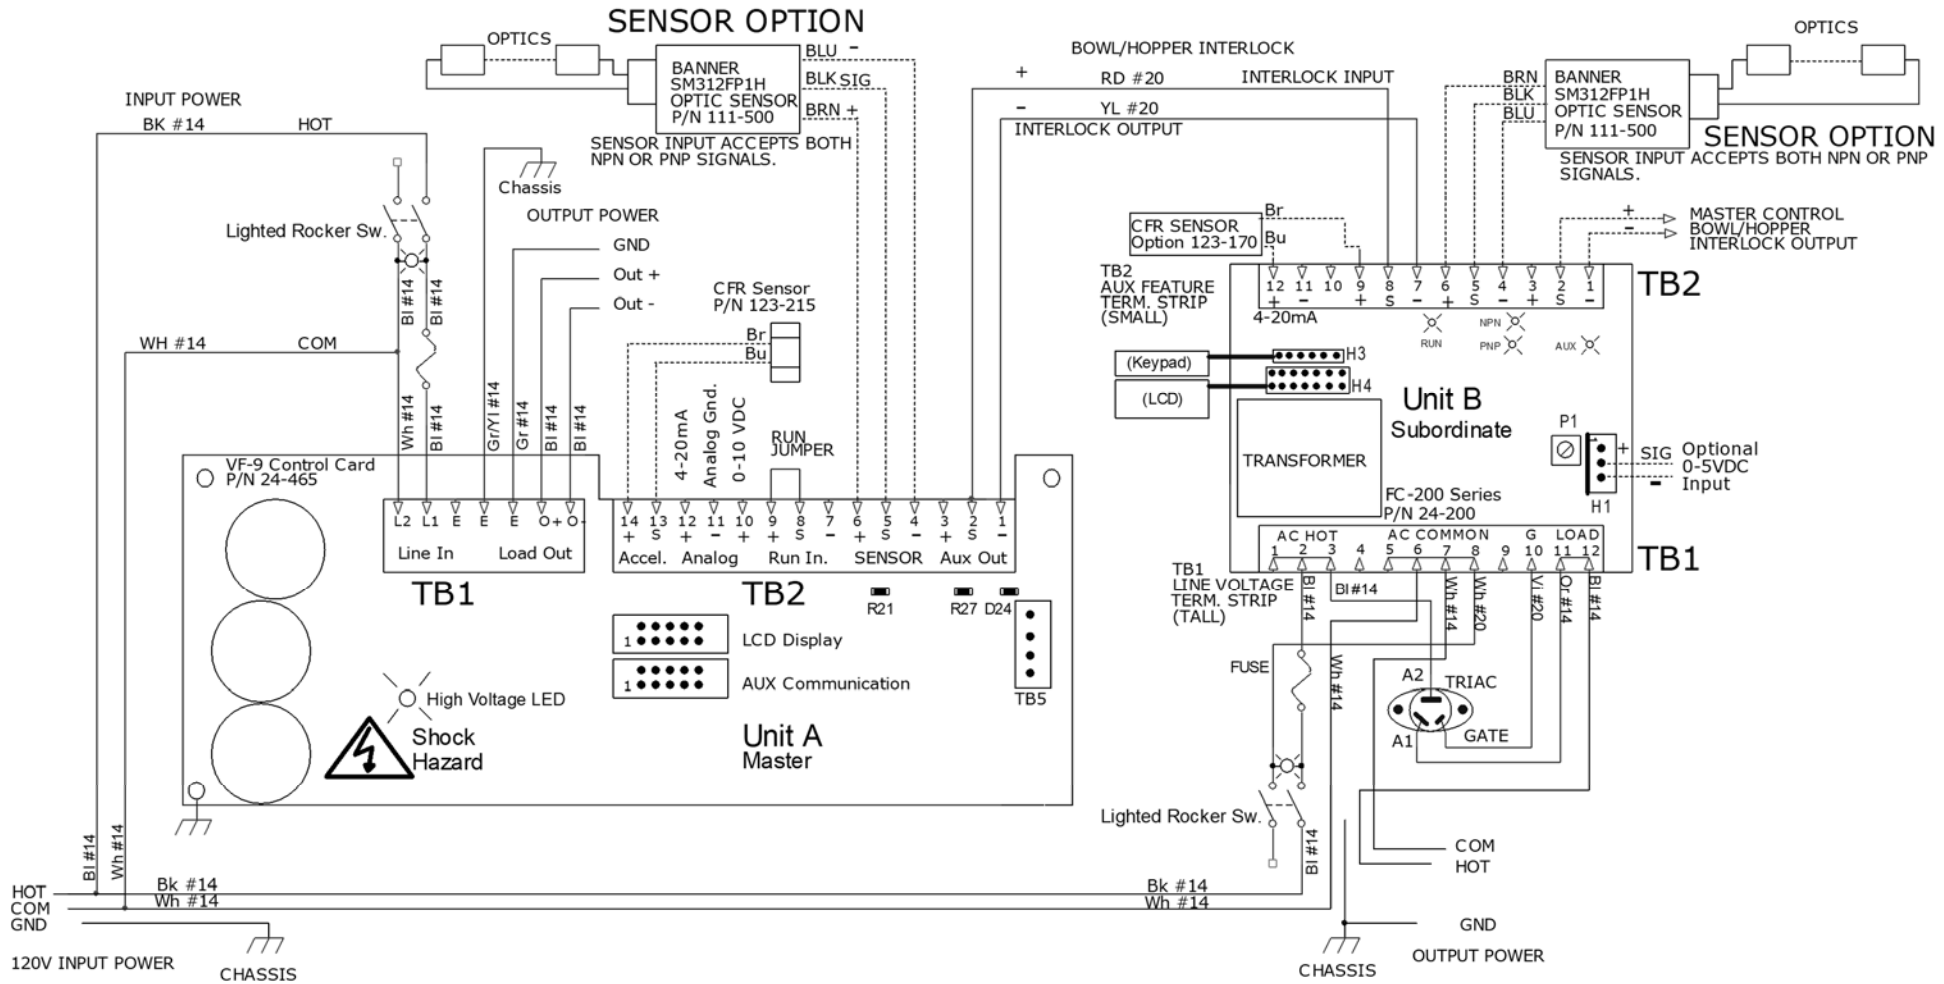 SENSOR OPTION
OPTICS
BANNER
SM312FP1H
OPTIC SENSOR
P/N 111-500
BLU -
BLK SIG
BRN +
SENSOR INPUT ACCEPTS BOTH
NPN OR PNP SIGNALS.
INPUT POWER
BK #14
HOT
Lighted Rocker Sw.
Bl #14
Bl #14
WH #14
COM
Wh #14
Bl #14
Chassis
OUTPUT POWER
GND
Out +
Out -
Gr/Yl #14
Gr #14
Bl #14
Bl #14
CFR Sensor
P/N 123-215
Br
Bu
4-20mA
Analog Gnd.
0-10 VDC
RUN
JUMPER
BOWL/HOPPER INTERLOCK
+
RD #20
INTERLOCK INPUT
-
YL #20
INTERLOCK OUTPUT
OPTICS
BRN
BLK
BLU
BANNER
SM312FP1H
OPTIC SENSOR
P/N 111-500
SENSOR OPTION
SENSOR INPUT ACCEPTS BOTH NPN OR PNP
SIGNALS.
CFR SENSOR
Option 123-170
Br
Bu
+
-
MASTER CONTROL
BOWL/HOPPER
INTERLOCK OUTPUT
TB2
AUX FEATURE
TERM. STRIP
(SMALL)
12 11 10 9 8 7 6 5 4 3 2 1
+ - + S - + S - + S -
TB2
4-20mA
RUN
NPN
PNP
AUX
(Keypad)
H3
(LCD)
H4
Unit B
Subordinate
TRANSFORMER
P1
+
SIG
-
Optional
0-5VDC
Input
H1
FC-200 Series
P/N 24-200
AC HOT
AC COMMON
G
LOAD
1 2 3 4 5 6 7 8 9 10 11 12
TB1
TB1
LINE VOLTAGE
TERM. STRIP
(TALL)
Bl #14
Bl #14
Wh #14
Wh #20
Vi #20
Or #14
Bl #14
FUSE
Wh #14
A2
TRIAC
A1
GATE
Lighted Rocker Sw.
Bl #14
COM
HOT
GND
CHASSIS
OUTPUT POWER
VF-9 Control Card
P/N 24-465
L2 L1 E E E O+ O-
Line In
Load Out
TB1
14 13 12 11 10 9 8 7 6 5 4 3 2 1
+ S + - + + S - + S - + S -
Accel. Analog Run In. SENSOR Aux Out
TB2
R21
R27
D24
1
LCD Display
1
AUX Communication
TB5
High Voltage LED
Shock
Hazard
Unit A
Master
Bl #14
Wh #14
HOT
Bk #14
Bk #14
COM
Wh #14
Wh #14
GND
120V INPUT POWER
CHASSIS